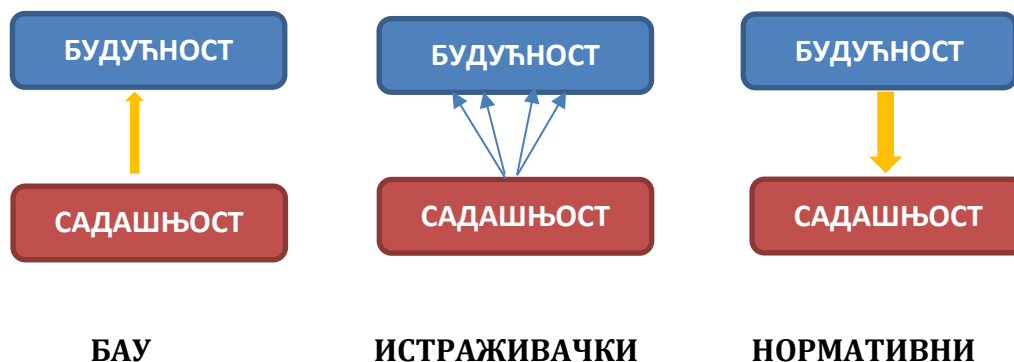 БУДУЋНОСТ
БУДУЋНОСТ
БУДУЋНОСТ
САДАШЊОСТ
САДАШЊОСТ
САДАШЊОСТ
БАУ
ИСТРАЖИВАЧКИ
НОРМАТИВНИ